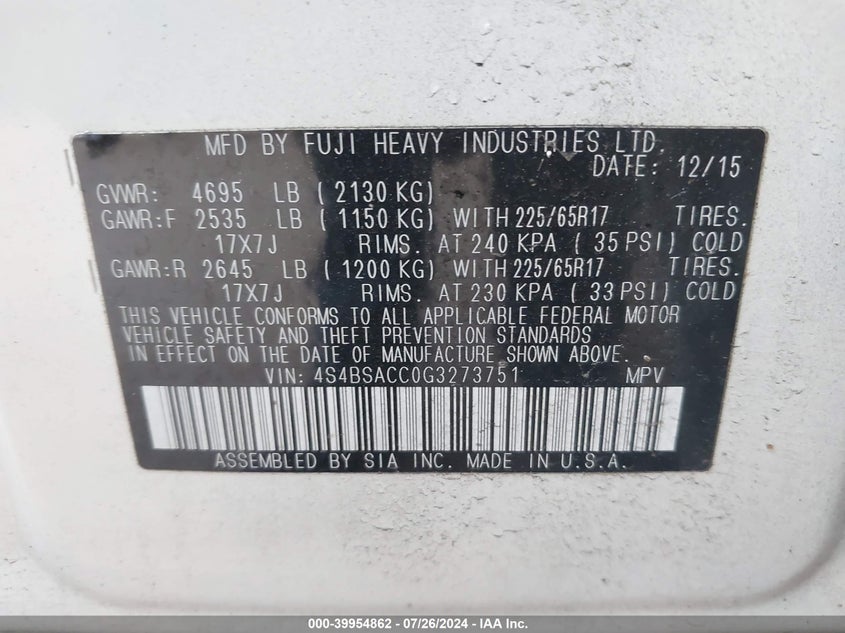 MFD BY FUJI HEAVY INDUSTRIES LTD.
DATE: 12/15
GVWR: 4695 LB ( 2130 KG)
GAWR:F 2535 LB ( 1150 KG) WITH 225/65R17 TIRES.
17X7J RIMS. AT 240 KPA ( 35 PSI) COLD
GAWR:R 2645 LB ( 1200 KG) WITH 225/65R17 TIRES.
17X7J RIMS. AT 230 KPA ( 33 PSI) COLD
THIS VEHICLE CONFORMS TO ALL APPLICABLE FEDERAL MOTOR
VEHICLE SAFETY AND THEFT PREVENTION STANDARDS
IN EFFECT ON THE DATE OF MANUFACTURE SHOWN ABOVE.
VIN: 4S4BSACC0G3273751 MPV
ASSEMBLED BY SIA INC. MADE IN U.S.A.
000-39954862 - 07/26/2024 - IAA Inc.